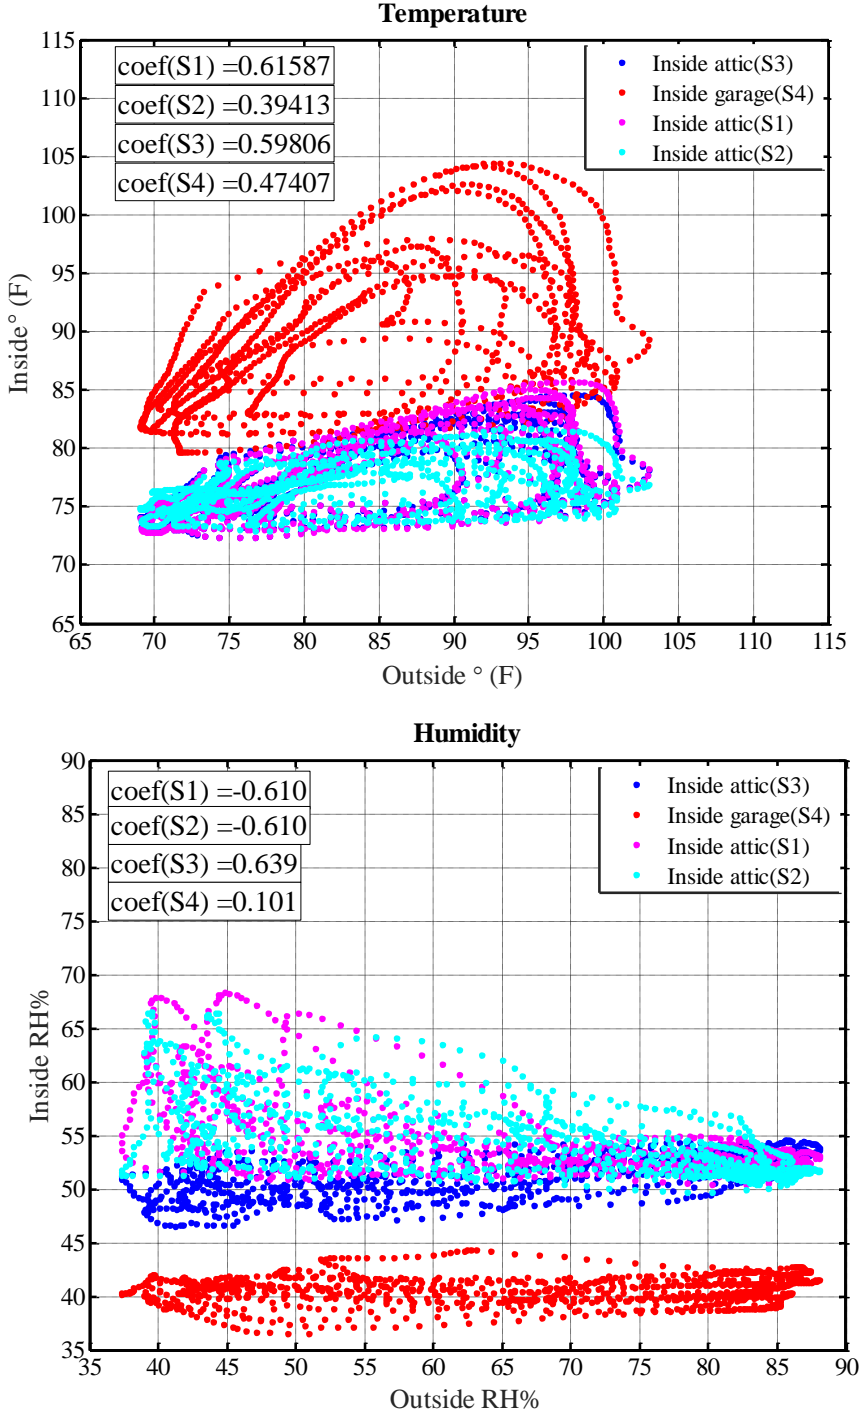 Temperature
115
110
105
100
95
90
85
80
75
70
65
coef(S1) =0.61587
coef(S2) =0.39413
coef(S3) =0.59806
coef(S4) =0.47407
Inside attic(S3)
Inside garage(S4)
Inside attic(S1)
Inside attic(S2)
Inside° (F)
65 70 75 80 85 90 95 100 105 110 115
Outside ° (F)
Humidity
90
85
80
75
70
65
60
55
50
45
40
35
coef(S1) =-0.610
coef(S2) =-0.610
coef(S3) =0.639
coef(S4) =0.101
Inside attic(S3)
Inside garage(S4)
Inside attic(S1)
Inside attic(S2)
Inside RH%
35 40 45 50 55 60 65 70 75 80 85 90
Outside RH%